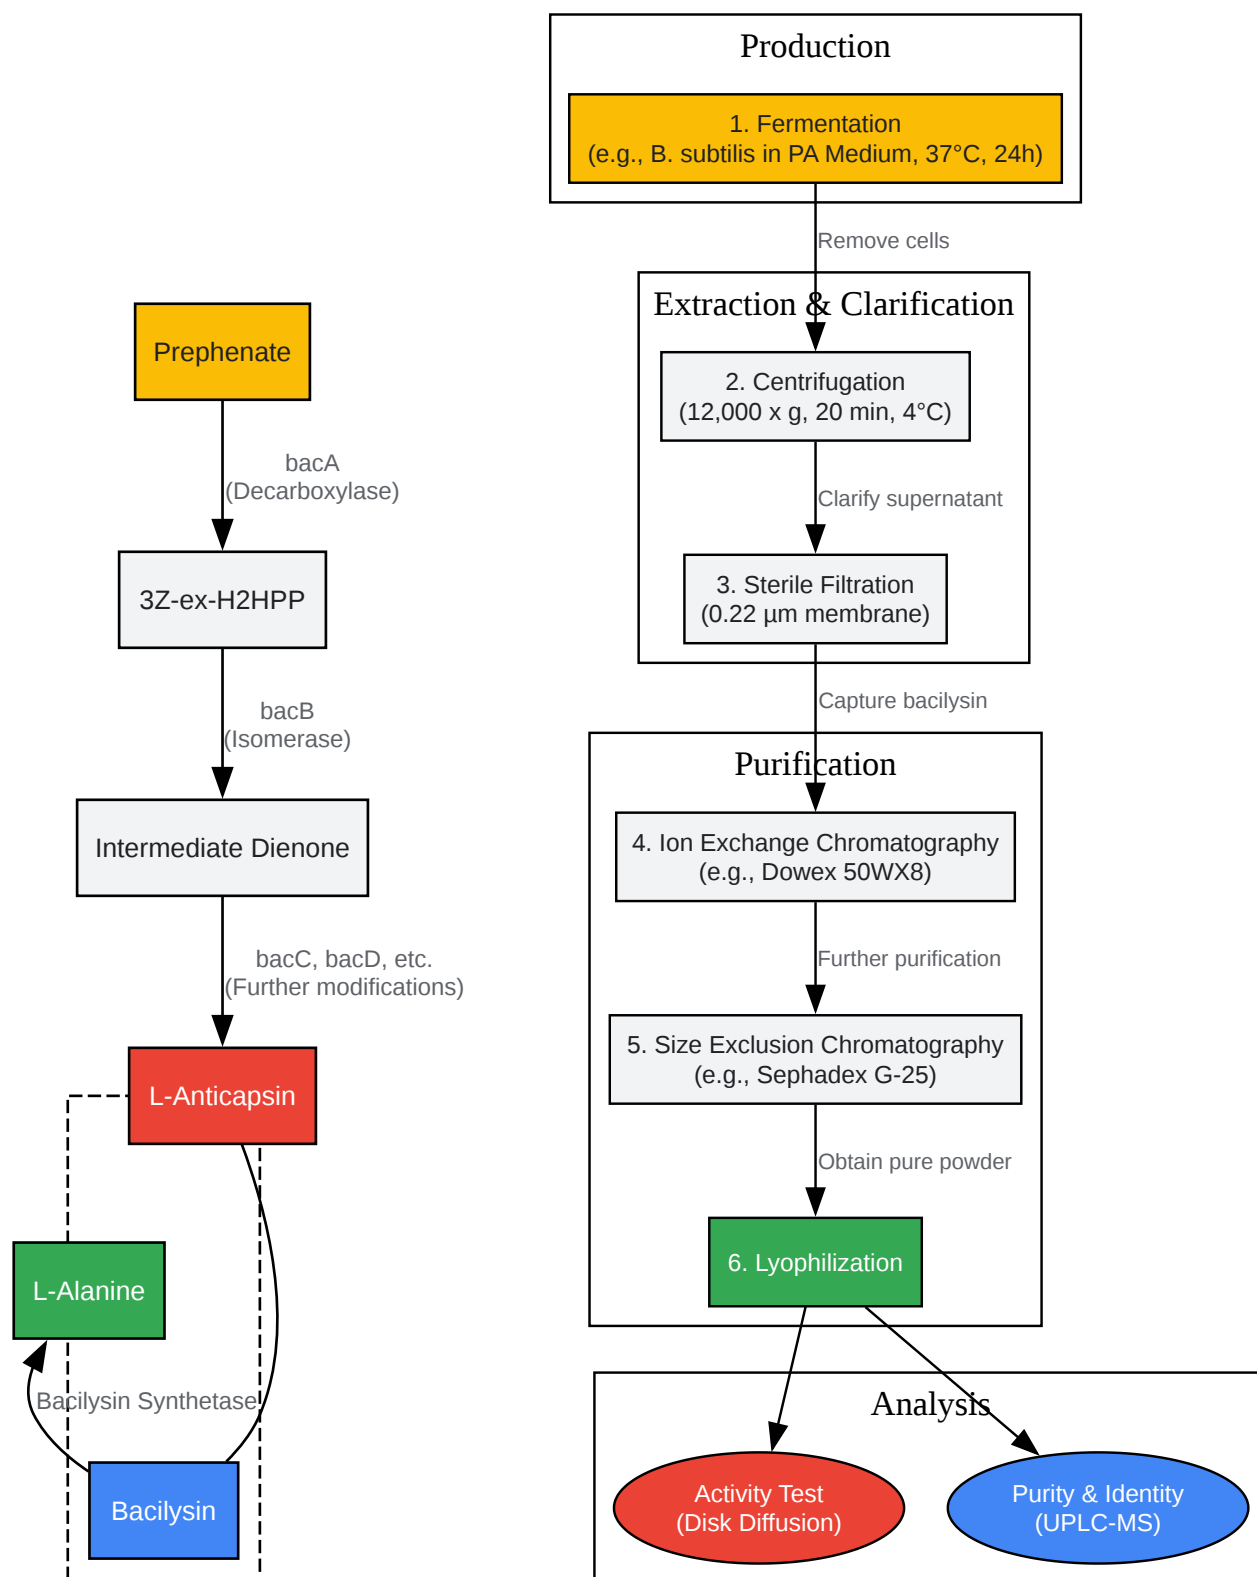 Prephenate
bacA
(Decarboxylase)
3Z-ex-H2HPP
bacB
(Isomerase)
Intermediate Dienone
bacC, bacD, etc.
(Further modifications)
L-Anticapsin
L-Alanine
Bacilysin Synthetase
Bacilysin
Production
1. Fermentation
(e.g., B. subtilis in PA Medium, 37°C, 24h)
Remove cells
Extraction & Clarification
2. Centrifugation
(12,000 x g, 20 min, 4°C)
Clarify supernatant
3. Sterile Filtration
(0.22 µm membrane)
Capture bacilysin
Purification
4. Ion Exchange Chromatography
(e.g., Dowex 50WX8)
Further purification
5. Size Exclusion Chromatography
(e.g., Sephadex G-25)
Obtain pure powder
6. Lyophilization
Analysis
Activity Test
(Disk Diffusion)
Purity & Identity
(UPLC-MS)